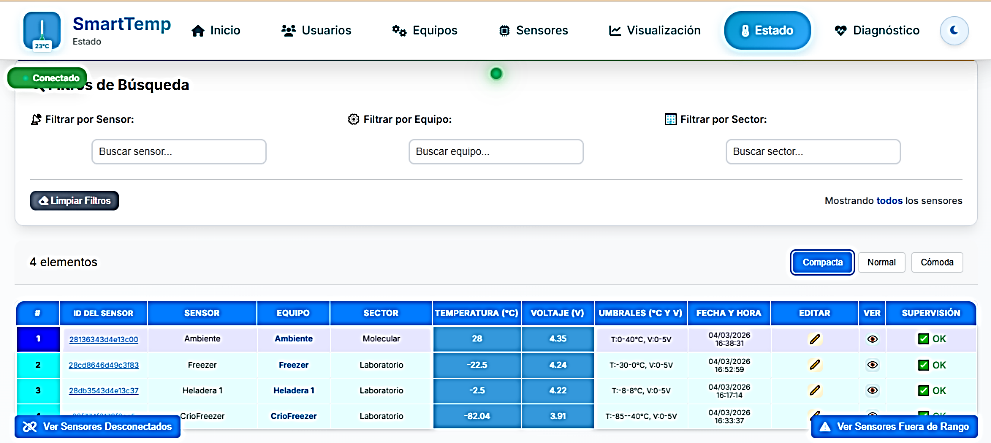 SmartTemp
Estado
23°C
Inicio
Usuarios
Equipos
Sensores
Visualización
Estado
Diagnóstico
Conectado
de Búsqueda
Filtrar por Sensor:
Filtrar por Equipo:
Filtrar por Sector:
Buscar sensor...
Buscar equipo...
Buscar sector...
Limpiar Filtros
Mostrando todos los sensores
4 elementos
Compacta
Normal
Cómoda
# ID DEL SENSOR SENSOR EQUIPO SECTOR TEMPERATURA (°C) VOLTAJE (V) UMBRALES (°C Y V) FECHA Y HORA EDITAR VER SUPERVISIÓN
1 28136343d4e13c00 Ambiente Ambiente Molecular 28 4.35 T:0-40°C, V:0-5V 04/03/2026 16:38:31 OK
2 28cd8646d49c3f83 Freezer Freezer Laboratorio -22.5 4.24 T:-30-0°C, V:0-5V 04/03/2026 16:52:59 OK
3 28db3543d4e13c37 Heladera 1 Heladera 1 Laboratorio -2.5 4.22 T:-8-8°C, V:0-5V 04/03/2026 16:17:14 OK
CrioFreezer CrioFreezer Laboratorio -82.04 3.91 T:-85--40°C, V:0-5V 04/03/2026 16:33:37
Ver Sensores Desconectados
Ver Sensores Fuera de Rango